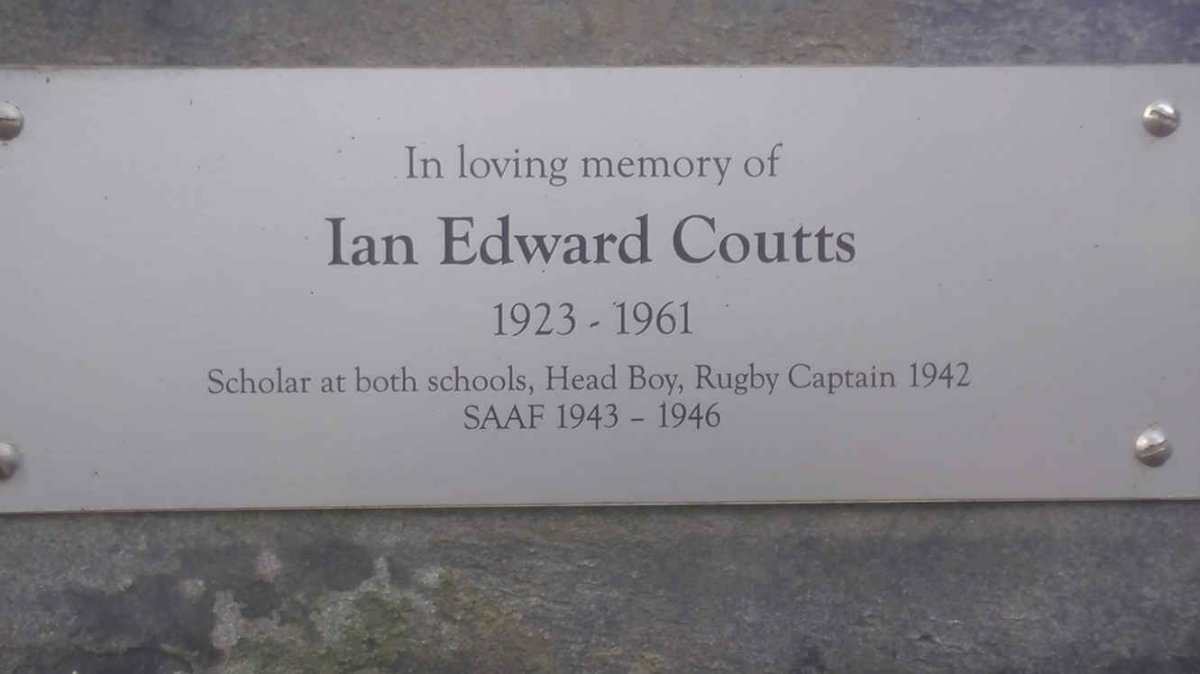 In loving memory of
Ian Edward Coutts
1923 - 1961
Scholar at both schools, Head Boy, Rugby Captain 1942
SAAF 1943 – 1946